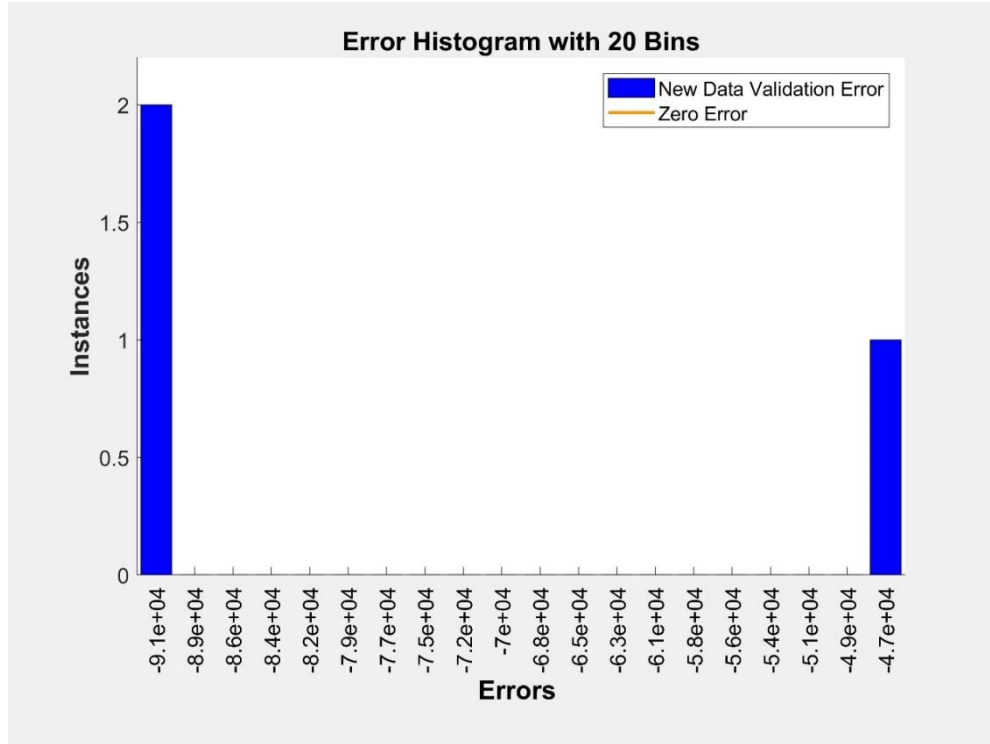 Error Histogram with 20 Bins
New Data Validation Error
Zero Error
Instances
2
1.5
1
0.5
0
-9.1e+04
-8.9e+04
-8.6e+04
-8.4e+04
-8.2e+04
-7.9e+04
-7.7e+04
-7.5e+04
-7.2e+04
-7e+04
-6.8e+04
-6.5e+04
-6.3e+04
-6.1e+04
-5.8e+04
-5.6e+04
-5.4e+04
-5.1e+04
-4.9e+04
-4.7e+04
Errors